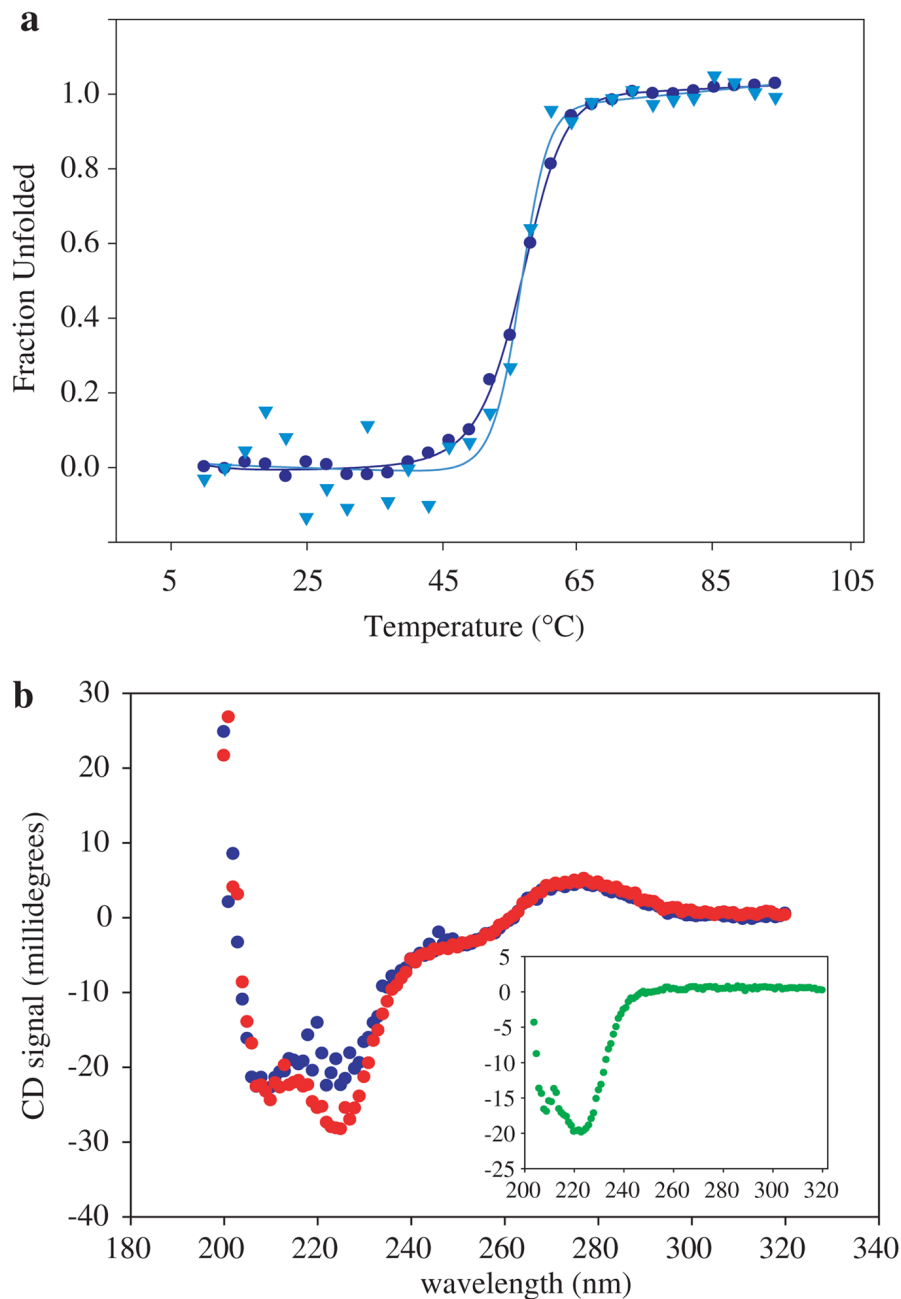 a
Fraction Unfolded
1.0
0.8
0.6
0.4
0.2
0.0
5 25 45 65 85 105
Temperature (°C)
b
CD signal (millidegrees)
30
20
10
0
-10
-20
-30
-40
180 200 220 240 260 280 300 320 340
wavelength (nm)
5
0
-5
-10
-15
-20
-25
200 220 240 260 280 300 320